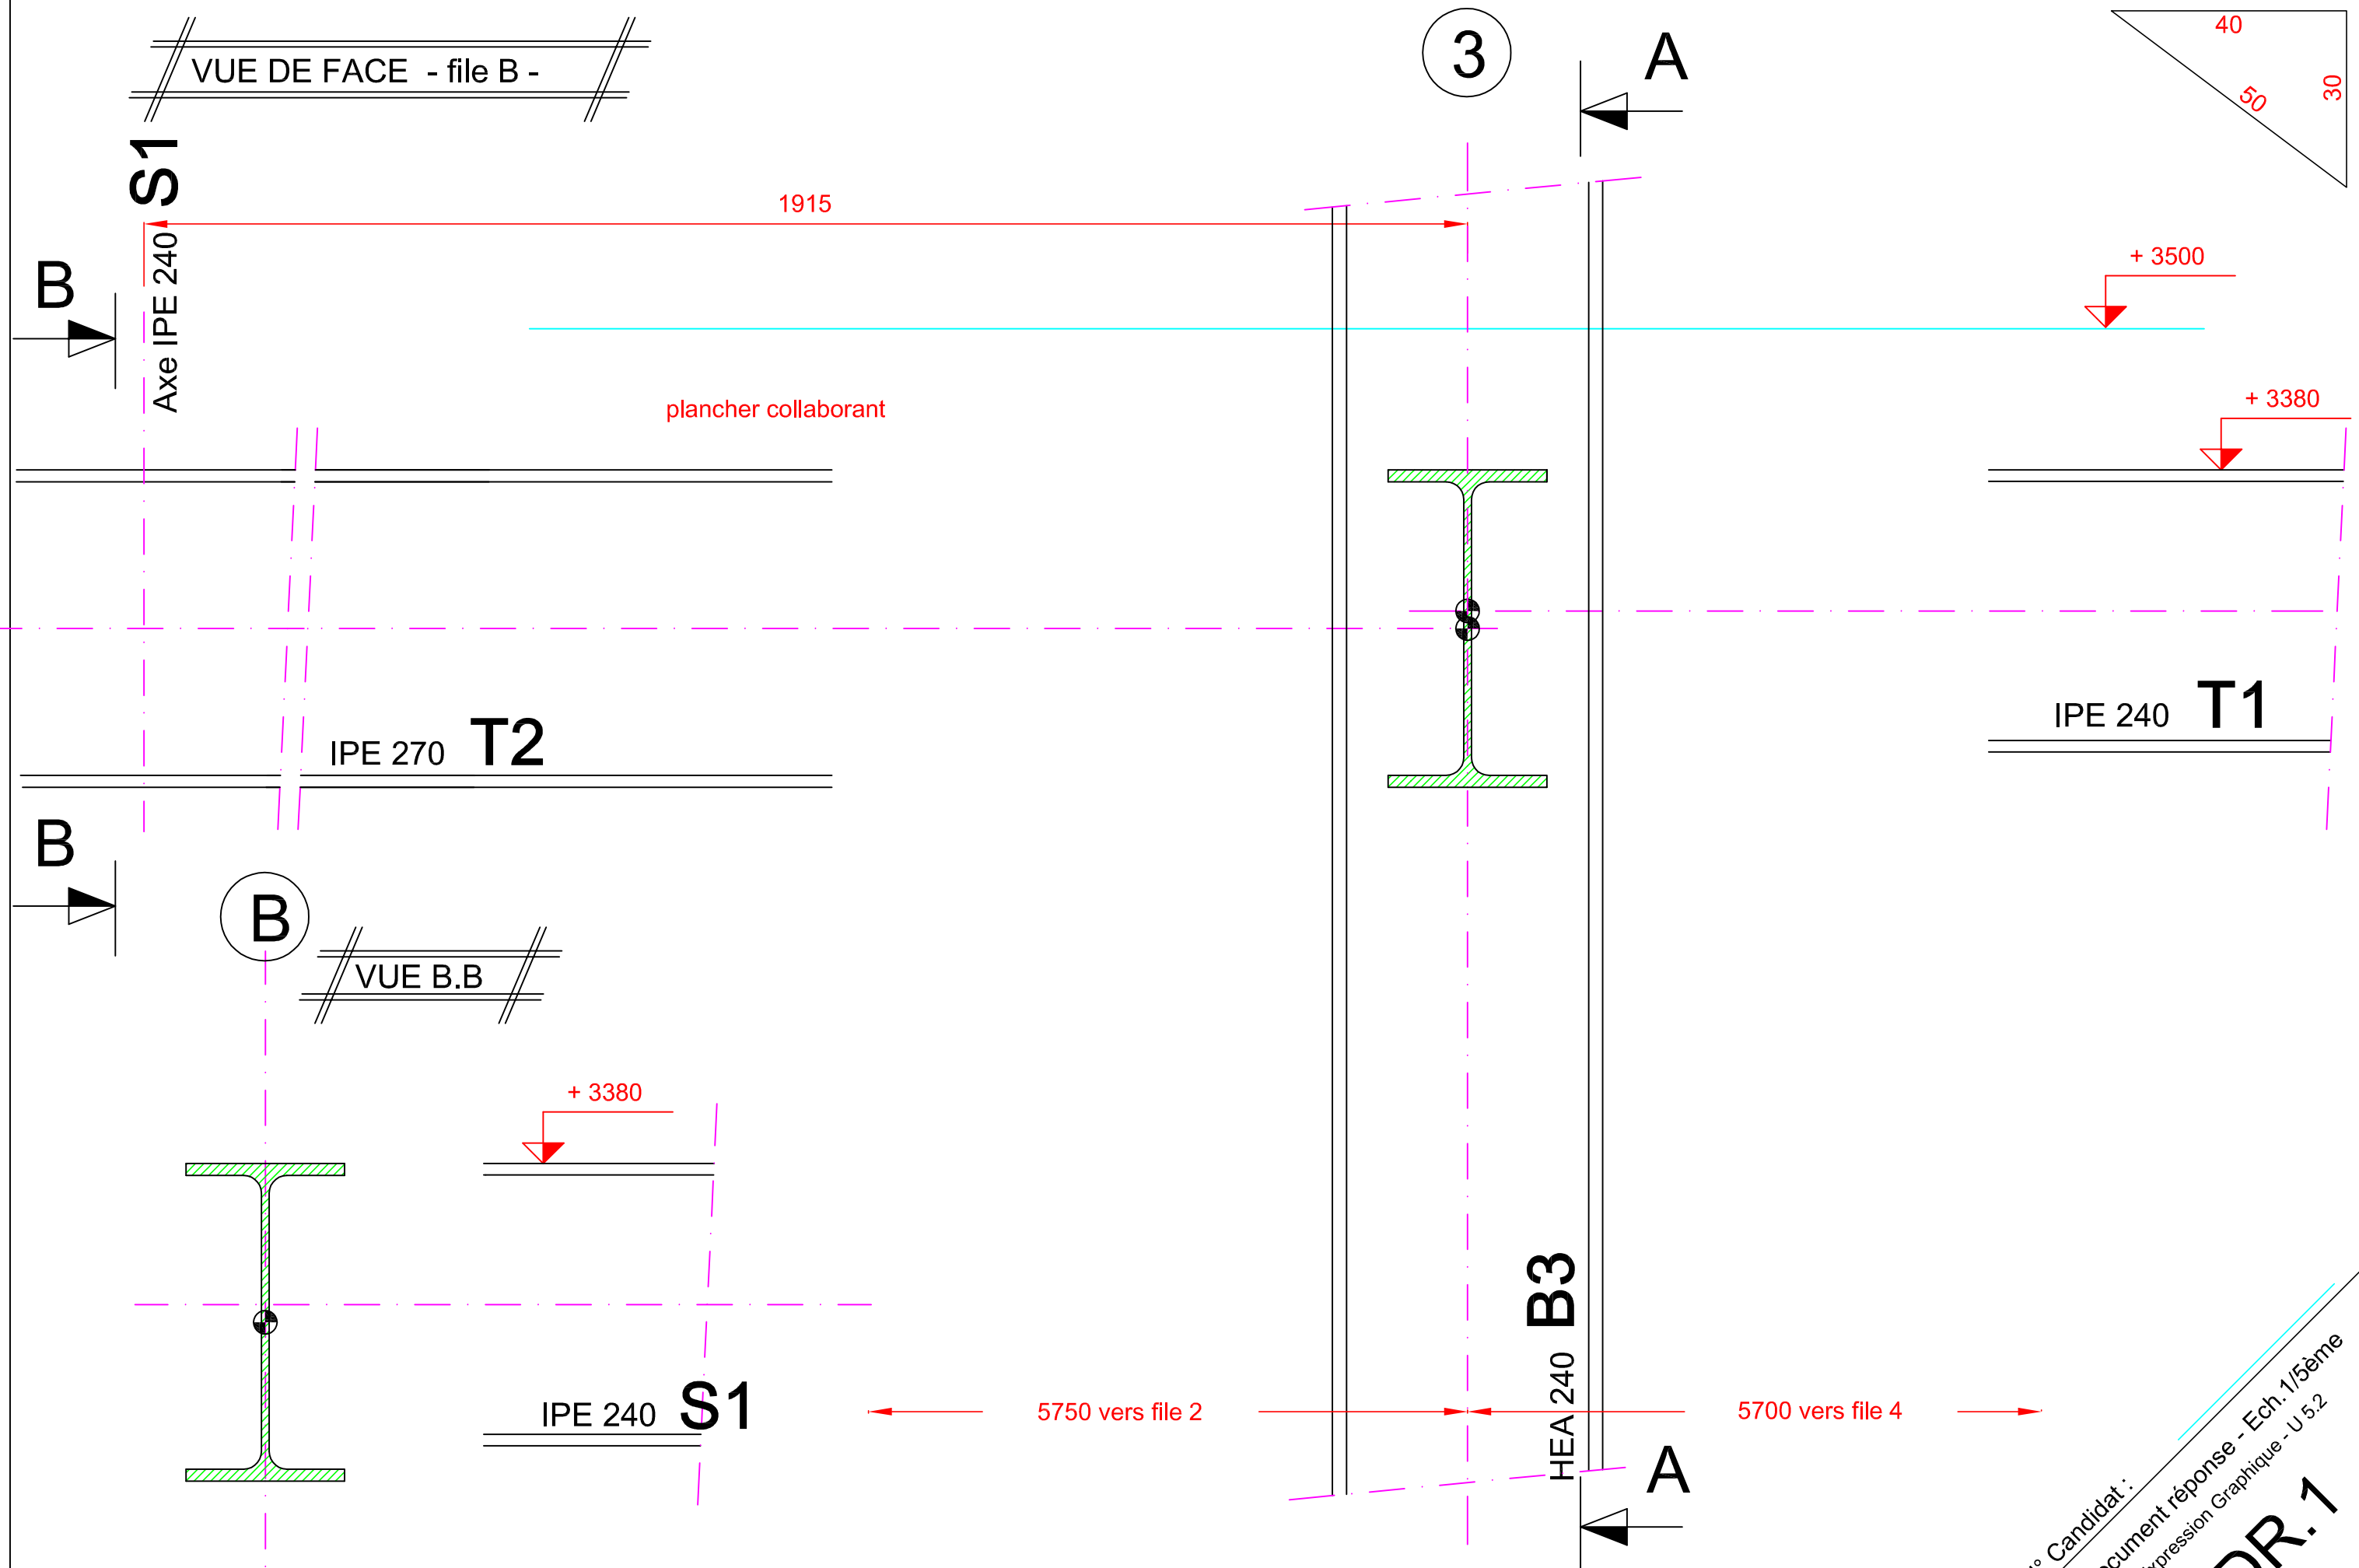 VUE DE FACE - file B -
3
A
40
50
30
S1
Axe IPE 240
1915
B
+ 3500
plancher collaborant
+ 3380
IPE 270 T2
IPE 240 T1
B
B
VUE B.B
+ 3380
IPE 240 S1
5750 vers file 2
HEA 240 B3
5700 vers file 4
A
Candidat :
réponse - Ech. 1/5ème
Graphique - U 5.2
DR.1